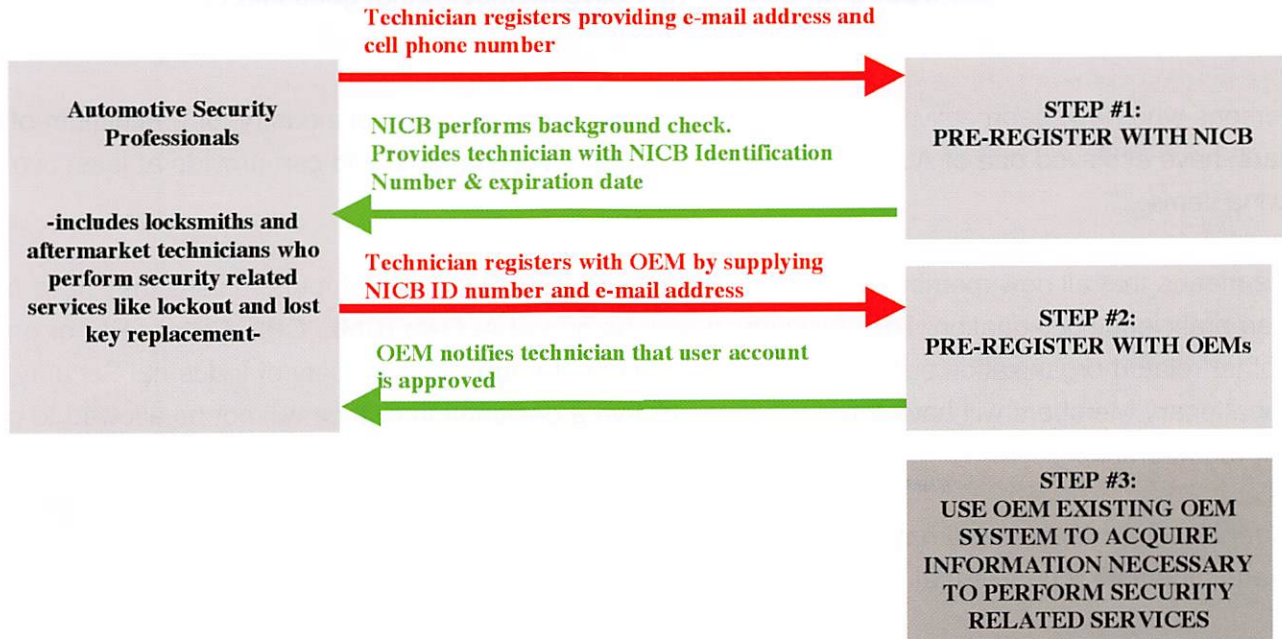 Technician registers providing e-mail address and
cell phone number
Automotive Security
Professionals
-includes locksmiths and
aftermarket technicians who
perform security related
services like lockout and lost
key replacement-
STEP #1:
PRE-REGISTER WITH NICB
NICB performs background check.
Provides technician with NICB Identification
Number & expiration date
Technician registers with OEM by supplying
NICB ID number and e-mail address
STEP #2:
PRE-REGISTER WITH OEMs
OEM notifies technician that user account
is approved
STEP #3:
USE OEM EXISTING OEM
SYSTEM TO ACQUIRE
INFORMATION NECESSARY
TO PERFORM SECURITY
RELATED SERVICES